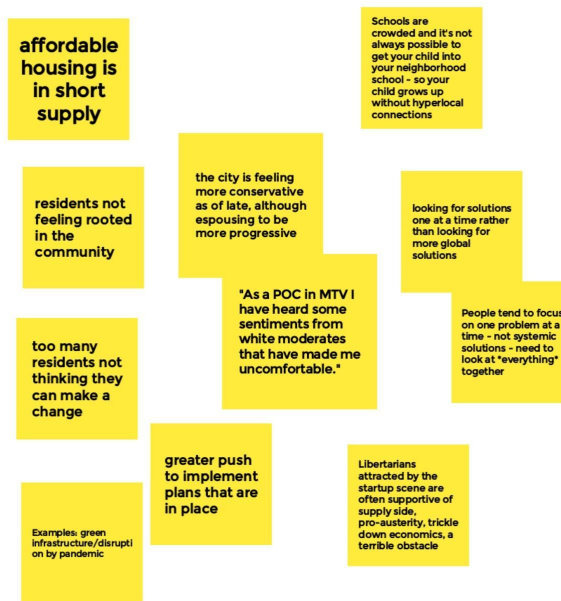 affordable
housing is
in short
supply
Schools are
crowded and it's not
always possible to
get your child into
your neighborhood
school - so your
child grows up
without hyperlocal
connections
residents not
feeling rooted
in the
community
the city is feeling
more conservative
as of late, although
espousing to be
more progressive
looking for solutions
one at a time rather
than looking for
more global
solutions
"As a POC in MTV I
have heard some
sentiments from
white moderates
that have made me
uncomfortable."
People tend to focus
on one problem at a
time - not systemic
solutions - need to
look at *everything*
together
too many
residents not
thinking they
can make a
change
greater push
to implement
plans that are
in place
Libertarians
attracted by the
startup scene are
often supportive of
supply side,
pro-austerity, trickle
down economics, a
terrible obstacle
Examples: green
infrastructure/disrupti
on by pandemic